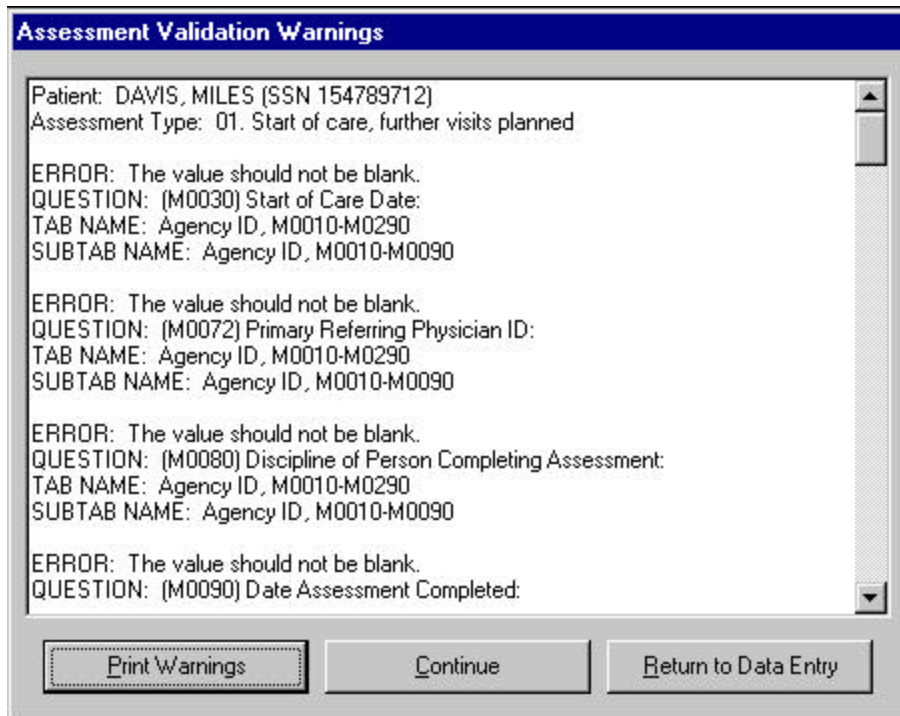 Assessment Validation Warnings
Patient: DAVIS, MILES (SSN 154789712)
Assessment Type: 01. Start of care, further visits planned
ERROR: The value should not be blank.
QUESTION: (M0030) Start of Care Date:
TAB NAME: Agency ID, M0010-M0290
SUBTAB NAME: Agency ID, M0010-M0090
ERROR: The value should not be blank.
QUESTION: (M0072) Primary Referring Physician ID:
TAB NAME: Agency ID, M0010-M0290
SUBTAB NAME: Agency ID, M0010-M0090
ERROR: The value should not be blank.
QUESTION: (M0080) Discipline of Person Completing Assessment:
TAB NAME: Agency ID, M0010-M0290
SUBTAB NAME: Agency ID, M0010-M0090
ERROR: The value should not be blank.
QUESTION: (M0090) Date Assessment Completed:
Print Warnings
Continue
Return to Data Entry